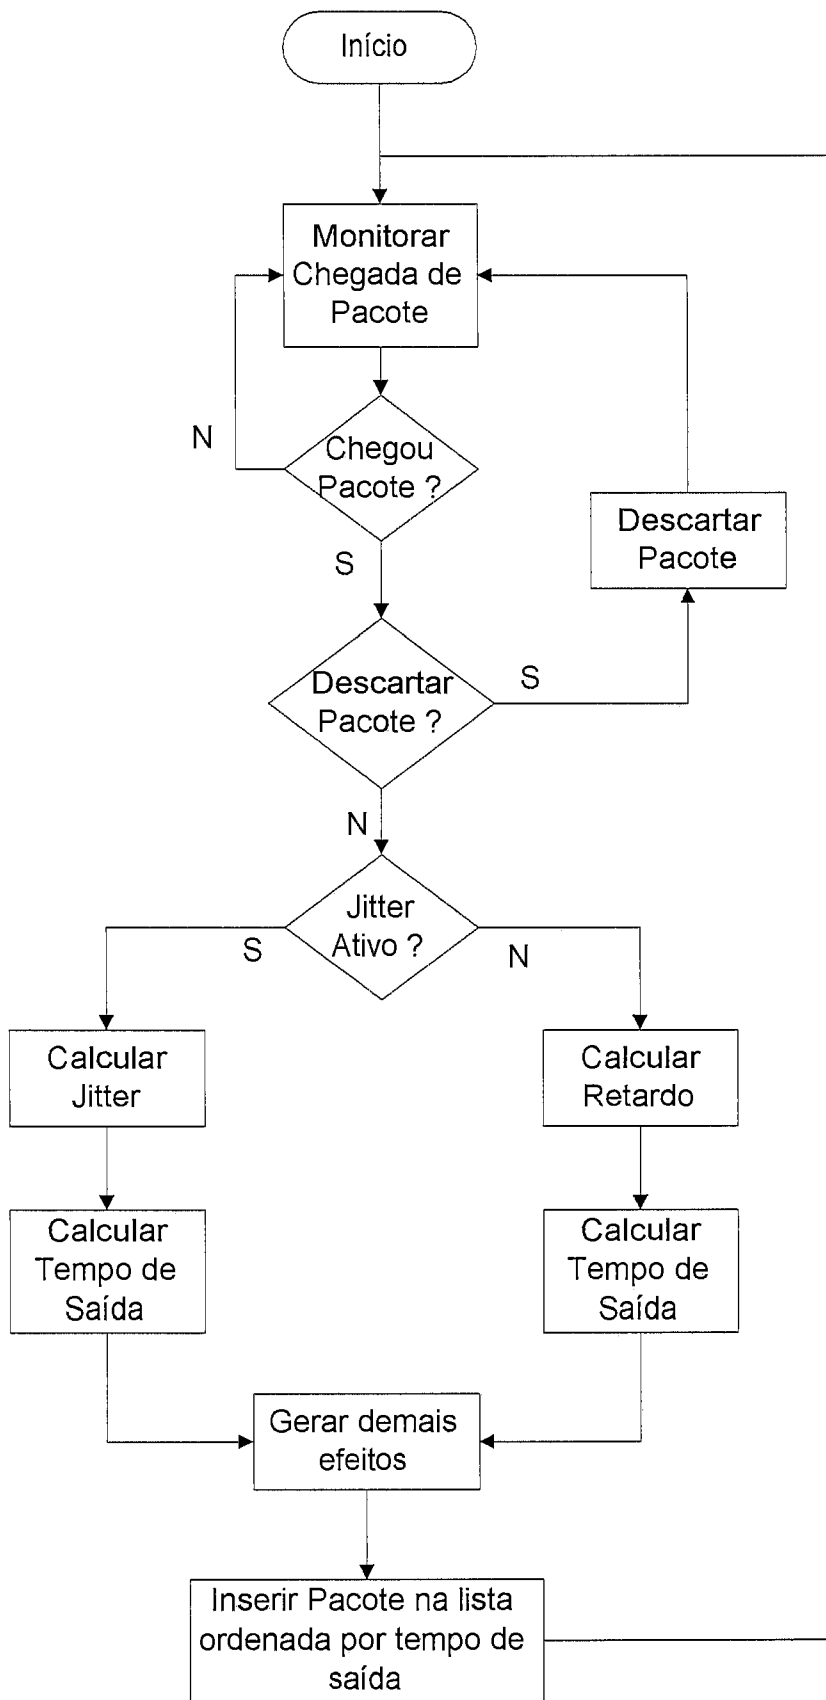 Início
Monitorar
Chegada de
Pacote
N
Chegou
Pacote ?
S
Descartar
Pacote
Descartar
Pacote ?
S
N
Jitter
Ativo ?
S
N
Calcular
Jitter
Calcular
Retardo
Calcular
Tempo de
Saída
Calcular
Tempo de
Saída
Gerar demais
efeitos
Inserir Pacote na lista
ordenada por tempo de
saída